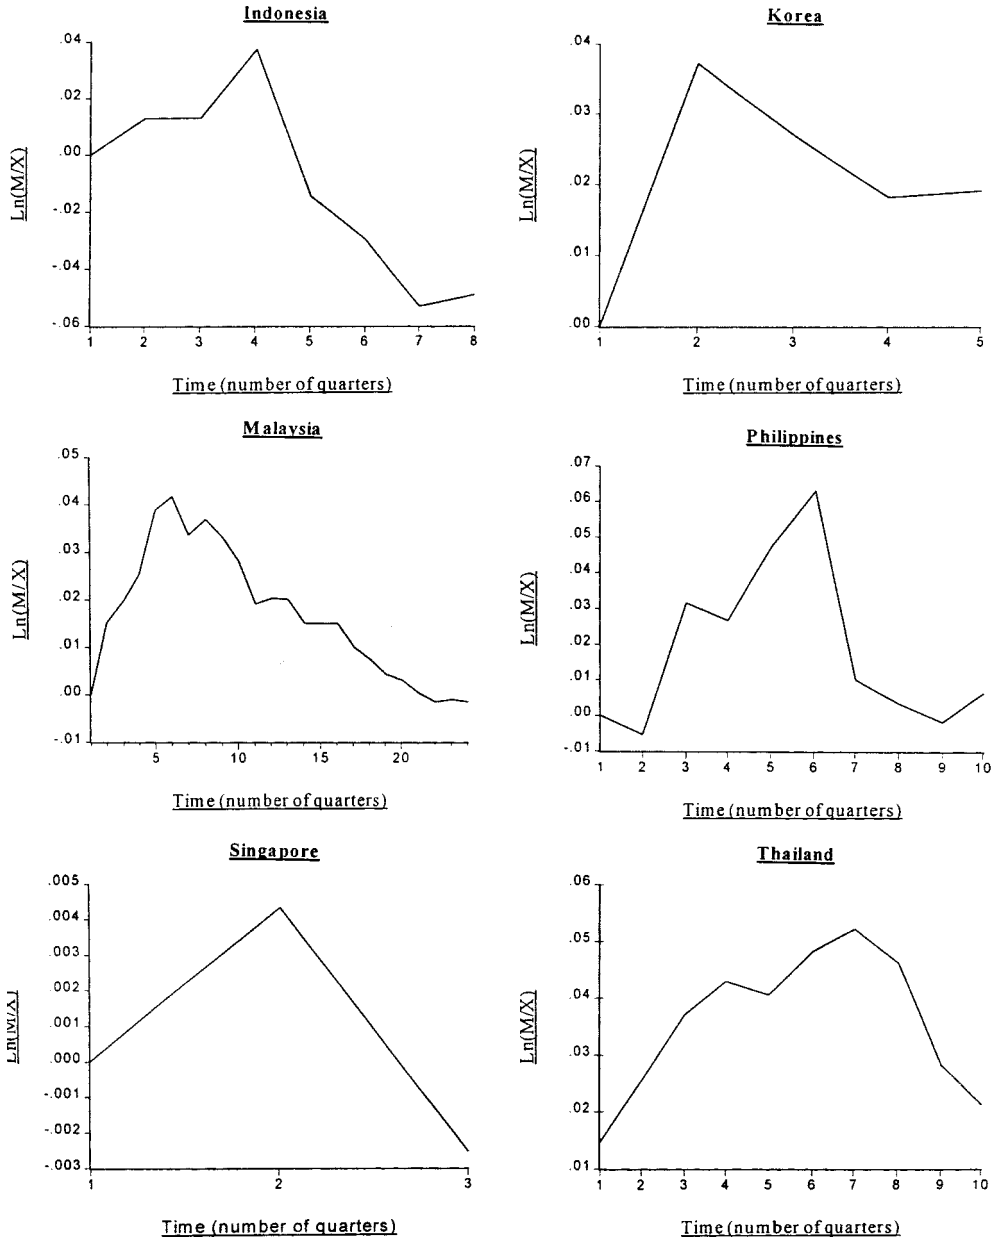 Indonesia
.04
.02
.00
-.02
-.04
-.06
Ln(M/X)
1 2 3 4 5 6 7 8
Time (number of quarters)
Korea
.04
.03
.02
.01
.00
Ln(M/X)
1 2 3 4 5
Time (number of quarters)
Malaysia
.05
.04
.03
.02
.01
.00
-.01
Ln(M/X)
5 10 15 20
Time (number of quarters)
Philippines
.07
.06
.05
.04
.03
.02
.01
.00
-.01
Ln(M/X)
1 2 3 4 5 6 7 8 9 10
Time (number of quarters)
Singapore
.005
.004
.003
.002
.001
.000
-.001
-.002
-.003
Ln(M/X)
1 2 3
Time (number of quarters)
Thailand
.06
.05
.04
.03
.02
.01
Ln(M/X)
1 2 3 4 5 6 7 8 9 10
Time (number of quarters)